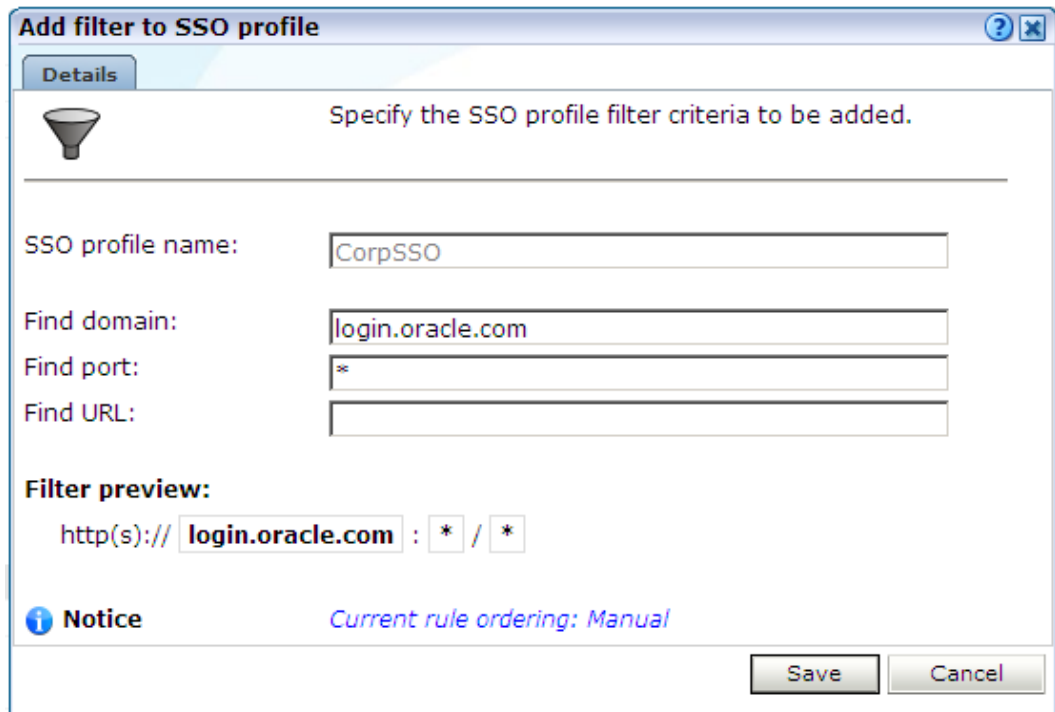 Add filter to SSO profile
Details
Specify the SSO profile filter criteria to be added.
SSO profile name: CorpSSO
Find domain: login.oracle.com
Find port: *
Find URL:
Filter preview:
http(s):// login.oracle.com : * / *
Notice Current rule ordering: Manual
Save Cancel